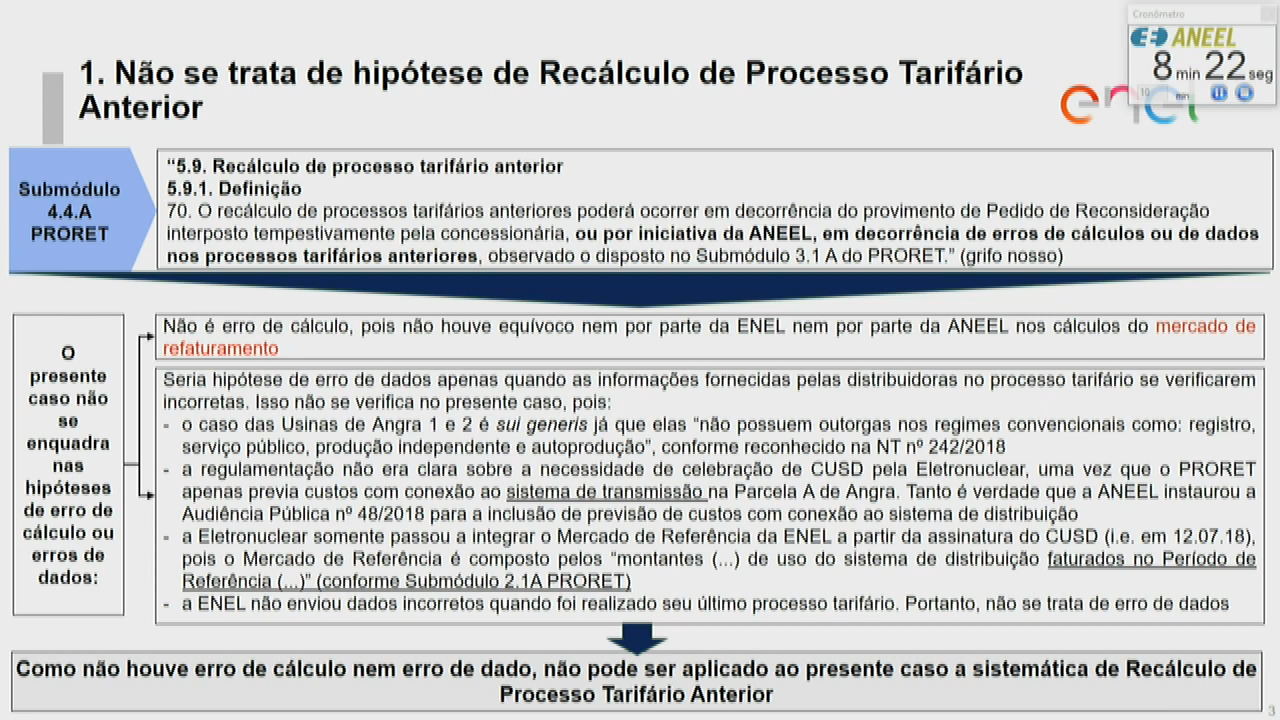 Cronômetro
ANEEL
8 min 22 seg
10 min
1. Não se trata de hipótese de Recálculo de Processo Tarifário
Anterior
enel
Submódulo
4.4.A
PRORET
“5.9. Recálculo de processo tarifário anterior
5.9.1. Definição
70. O recálculo de processos tarifários anteriores poderá ocorrer em decorrência do provimento de Pedido de Reconsideração
interposto tempestivamente pela concessionária, ou por iniciativa da ANEEL, em decorrência de erros de cálculos ou de dados
nos processos tarifários anteriores, observado o disposto no Submódulo 3.1 A do PRORET.” (grifo nosso)
O
presente
caso não
se
enquadra
nas
hipóteses
de erro de
cálculo ou
erros de
dados:
Não é erro de cálculo, pois não houve equívoco nem por parte da ENEL nem por parte da ANEEL nos cálculos do mercado de
refaturamento
Seria hipótese de erro de dados apenas quando as informações fornecidas pelas distribuidoras no processo tarifário se verificarem
incorretas. Isso não se verifica no presente caso, pois:
- o caso das Usinas de Angra 1 e 2 é sui generis já que elas “não possuem outorgas nos regimes convencionais como: registro,
serviço público, produção independente e autoprodução”, conforme reconhecido na NT nº 242/2018
- a regulamentação não era clara sobre a necessidade de celebração de CUSD pela Eletronuclear, uma vez que o PRORET
apenas previa custos com conexão ao sistema de transmissão na Parcela A de Angra. Tanto é verdade que a ANEEL instaurou a
Audiência Pública nº 48/2018 para a inclusão de previsão de custos com conexão ao sistema de distribuição
- a Eletronuclear somente passou a integrar o Mercado de Referência da ENEL a partir da assinatura do CUSD (i.e. em 12.07.18),
pois o Mercado de Referência é composto pelos “montantes (...) de uso do sistema de distribuição faturados no Período de
Referência (...)” (conforme Submódulo 2.1A PRORET)
- a ENEL não enviou dados incorretos quando foi realizado seu último processo tarifário. Portanto, não se trata de erro de dados
Como não houve erro de cálculo nem erro de dado, não pode ser aplicado ao presente caso a sistemática de Recálculo de
Processo Tarifário Anterior
3